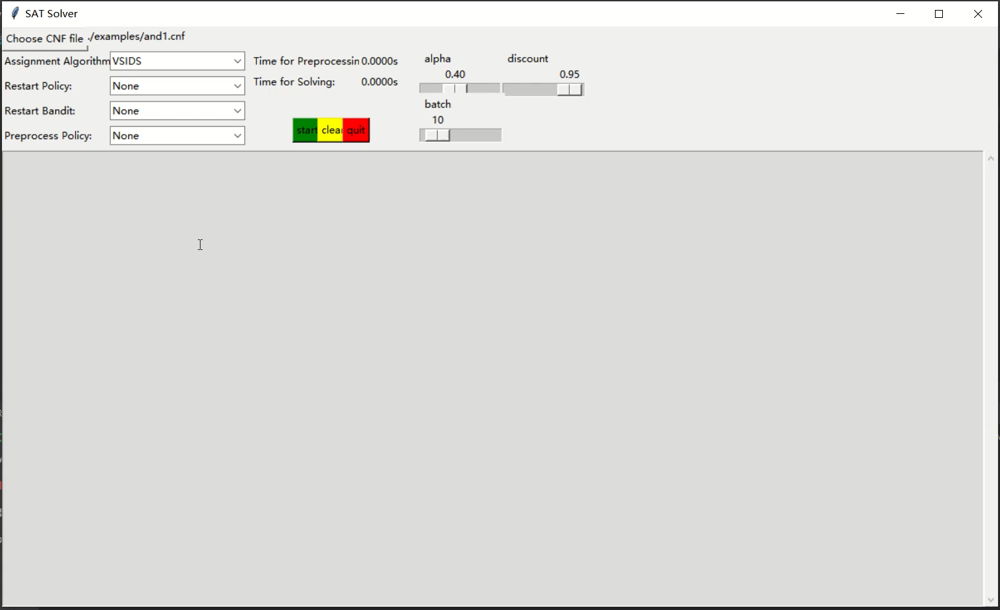 SAT Solver
Choose CNF file ./examples/and1.cnf
Assignment Algorithm VSIDS Time for Preprocessin 0.0000s alpha discount
0.40 0.95
Restart Policy: None Time for Solving: 0.0000s
Restart Bandit: None batch
10
Preprocess Policy: None start clear quit